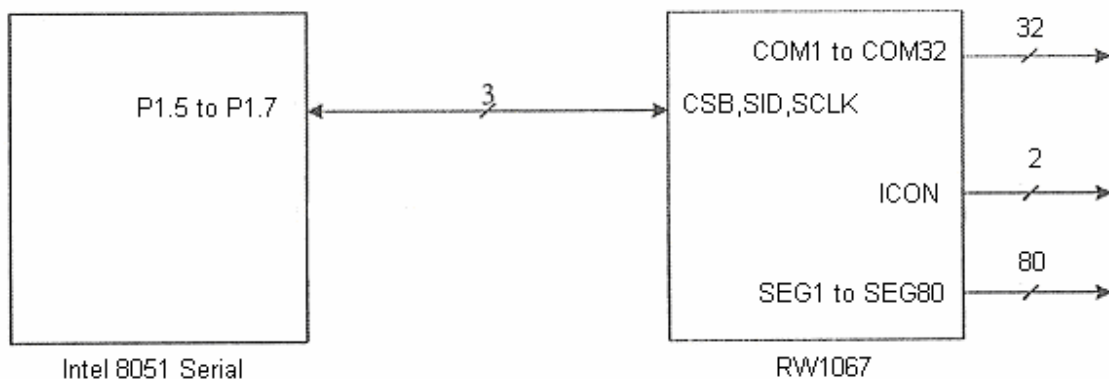 32
COM1 to COM32
P1.5 to P1.7
3
CSB,SID,SCLK
2
ICON
80
SEG1 to SEG80
Intel 8051 Serial
RW1067